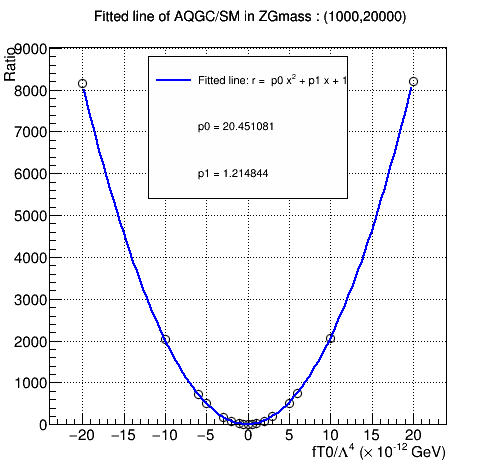 Fitted line of AQGC/SM in ZGmass : (1000,20000)
Ratio
9000
8000
7000
6000
5000
4000
3000
2000
1000
0
Fitted line: r = p0 x² + p1 x + 1
p0 = 20.451081
p1 = 1.214844
−20 −15 −10 −5 0 5 10 15 20
fT0/Λ⁴ (× 10⁻¹² GeV)